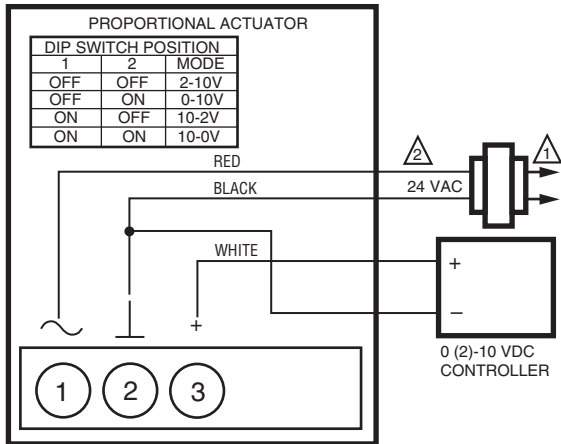 PROPORTIONAL ACTUATOR
DIP SWITCH POSITION
1 2 MODE
OFF OFF 2-10V
OFF ON 0-10V
ON OFF 10-2V
ON ON 10-0V
RED
2
1
BLACK
24 VAC
WHITE
+
+
−
0 (2)-10 VDC
CONTROLLER
1 2 3